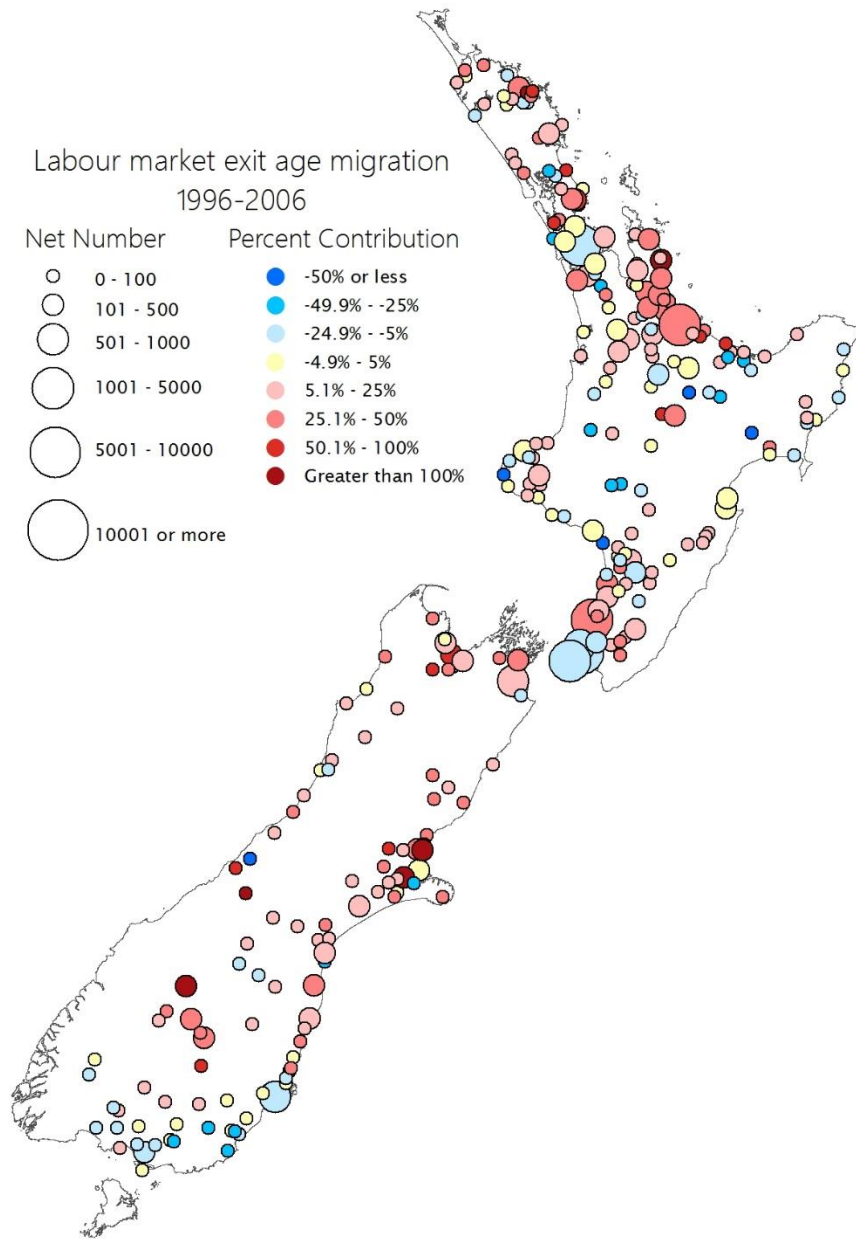 Labour market exit age migration
1996-2006
Net Number
0 - 100
101 - 500
501 - 1000
1001 - 5000
5001 - 10000
10001 or more
Percent Contribution
-50% or less
-49.9% - -25%
-24.9% - -5%
-4.9% - 5%
5.1% - 25%
25.1% - 50%
50.1% - 100%
Greater than 100%